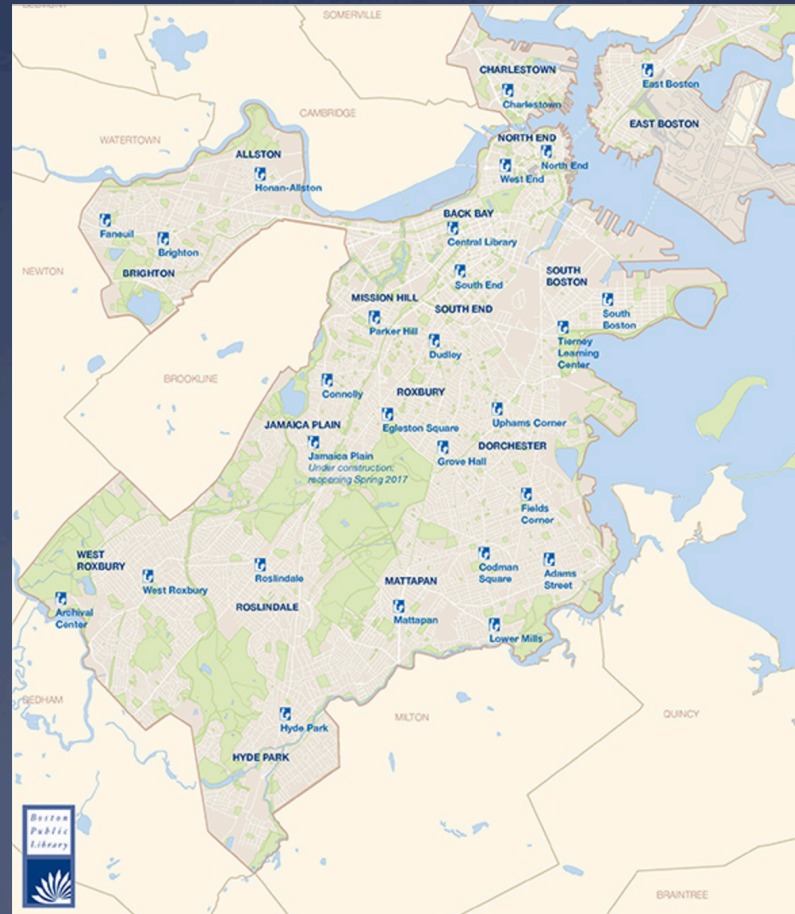 SOMERVILLE
CHARLESTOWN
Charlestown
East Boston
EAST BOSTON
CAMBRIDGE
WATERTOWN
NORTH END
North End
West End
ALLSTON
Honan-Allston
BACK BAY
Central Library
Faneuil
Brighton
BRIGHTON
NEWTON
South End
SOUTH
BOSTON
MISSION HILL
SOUTH END
Parker Hill
South
Boston
Dudley
Tierney
Learning
Center
BROOKLINE
Connolly
ROXBURY
Egleston Square
Uphams Corner
JAMAICA PLAIN
Jamaica Plain
Under construction:
reopening Spring 2017
DORCHESTER
Grove Hall
Fields
Corner
WEST
ROXBURY
West Roxbury
Roslindale
MATTAPAN
Codman
Square
Adams
Street
Archival
Center
ROSLINDALE
Mattapan
Lower Mills
DEDHAM
Hyde Park
MILTON
QUINCY
HYDE PARK
Boston
Public
Library
BRAINTREE